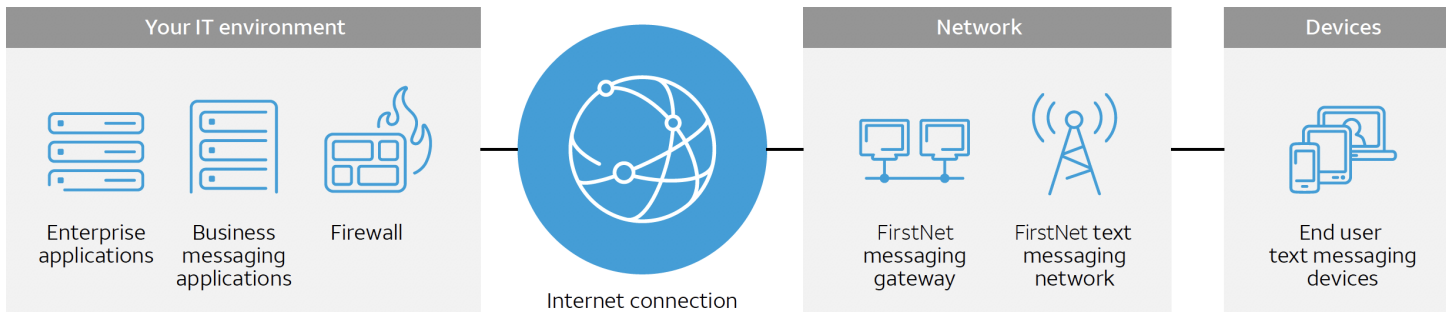 Your IT environment
Enterprise
applications
Business
messaging
applications
Firewall
Internet connection
Network
FirstNet
messaging
gateway
FirstNet text
messaging
network
Devices
End user
text messaging
devices